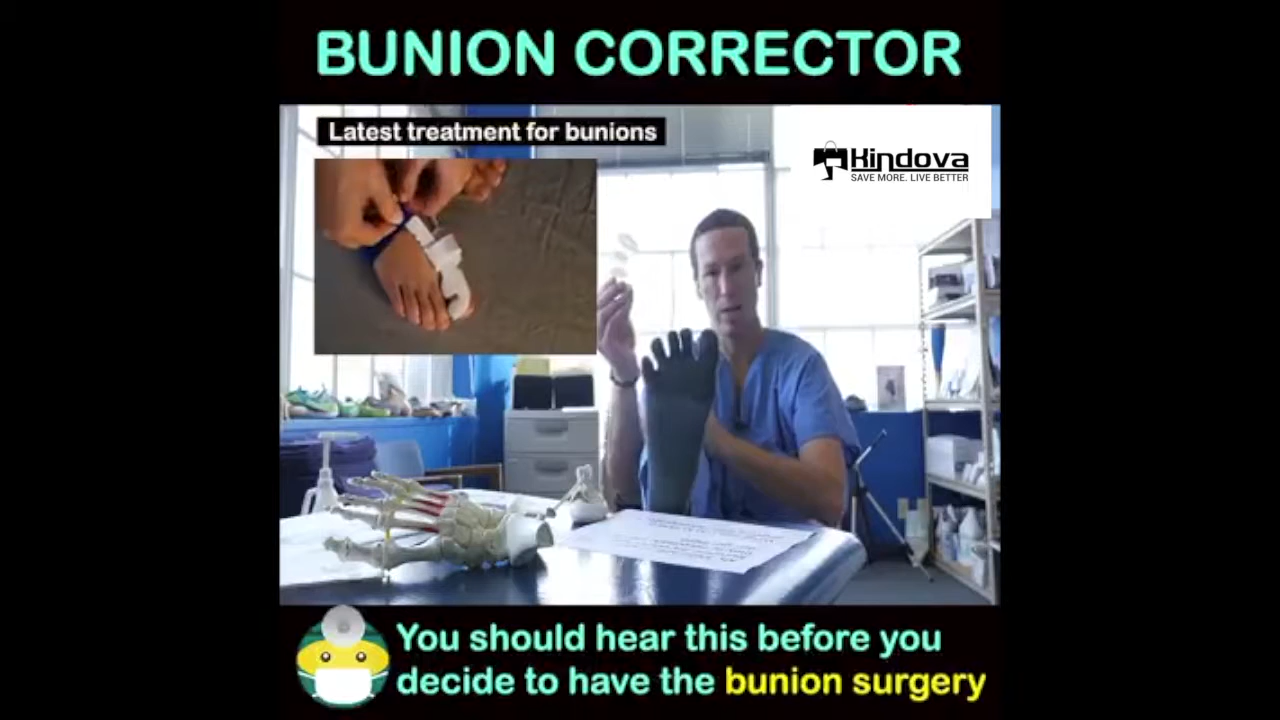 BUNION CORRECTOR
Latest treatment for bunions
Kindova
SAVE MORE. LIVE BETTER
You should hear this before you
decide to have the bunion surgery